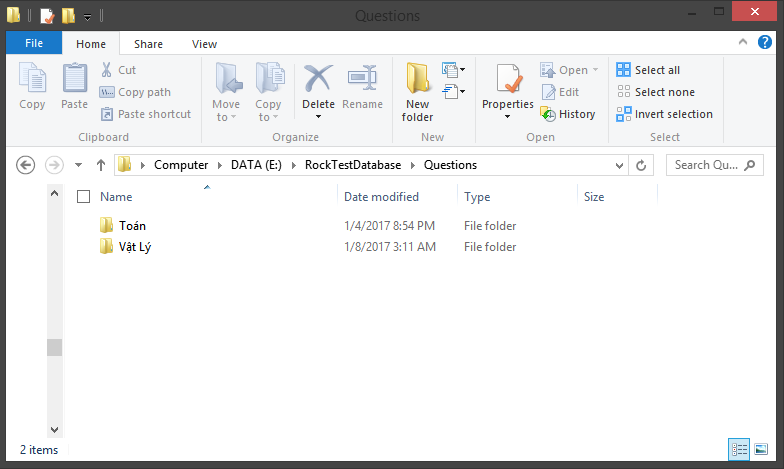 Questions
File Home Share View
Copy
Paste
Cut
Copy path
Paste shortcut
Clipboard
Move to
Copy to
Delete
Rename
Organize
New folder
New
Properties
Open
Edit
History
Open
Select all
Select none
Invert selection
Select
Computer DATA (E:) RockTestDatabase Questions
Search Qu...
Name Date modified Type Size
Toán 1/4/2017 8:54 PM File folder
Vật Lý 1/8/2017 3:11 AM File folder
2 items